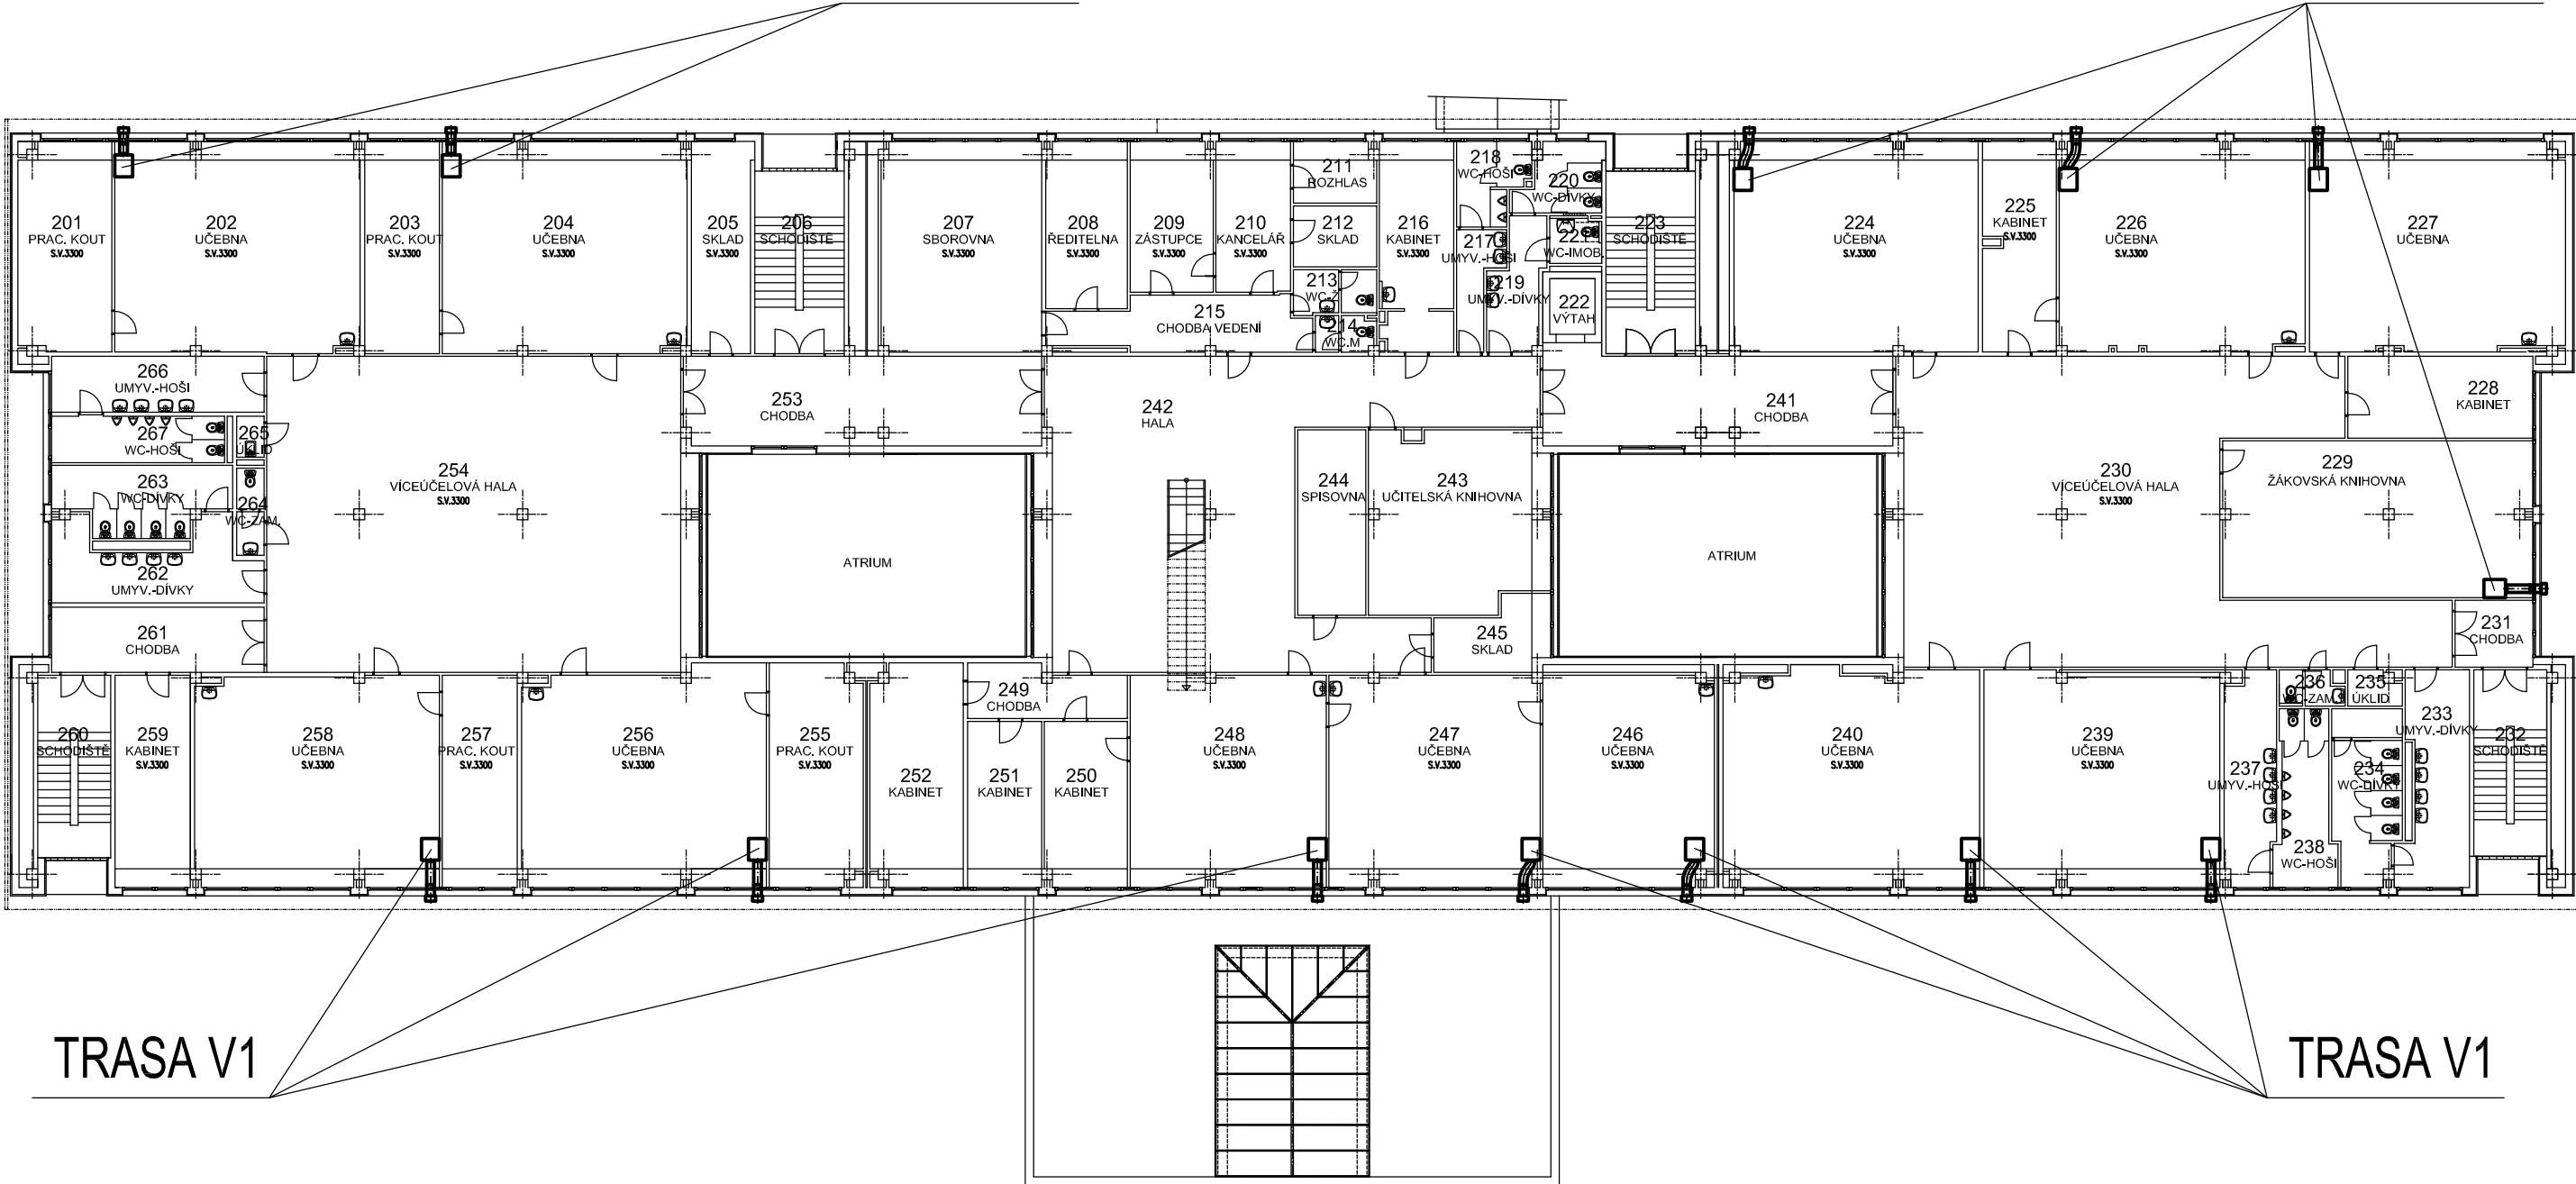 201
PRAC. KOUT
S.V.3300
202
UČEBNA
S.V.3300
203
PRAC. KOUT
S.V.3300
204
UČEBNA
S.V.3300
205
SKLAD
S.V.3300
206
SCHODIŠTĚ
207
SBOROVNA
S.V.3300
208
ŘEDITELNA
S.V.3300
209
ZÁSTUPCE
S.V.3300
210
KANCELÁŘ
S.V.3300
211
ROZHLAS
212
SKLAD
213
WC-Ž
214
WC.M
215
CHODBA VEDENÍ
216
KABINET
S.V.3300
217
UMYV.-HOŠI
218
WC-HOŠI
219
UMYV.-DÍVKY
220
WC-DÍVKY
221
WC-IMOB.
222
VÝTAH
223
SCHODIŠTĚ
224
UČEBNA
S.V.3300
225
KABINET
S.V.3300
226
UČEBNA
S.V.3300
227
UČEBNA
266
UMYV.-HOŠI
267
WC-HOŠI
265
ÚKLID
263
WC-DÍVKY
264
WC-ZAM.
262
UMYV.-DÍVKY
261
CHODBA
254
VÍCEÚČELOVÁ HALA
S.V.3300
253
CHODBA
ATRIUM
242
HALA
244
SPISOVNA
243
UČITELSKÁ KNIHOVNA
245
SKLAD
241
CHODBA
ATRIUM
230
VÍCEÚČELOVÁ HALA
S.V.3300
228
KABINET
229
ŽÁKOVSKÁ KNIHOVNA
231
CHODBA
260
SCHODIŠTĚ
259
KABINET
S.V.3300
258
UČEBNA
S.V.3300
257
PRAC. KOUT
S.V.3300
256
UČEBNA
S.V.3300
255
PRAC. KOUT
S.V.3300
252
KABINET
249
CHODBA
251
KABINET
250
KABINET
248
UČEBNA
S.V.3300
247
UČEBNA
S.V.3300
246
UČEBNA
S.V.3300
240
UČEBNA
S.V.3300
239
UČEBNA
S.V.3300
237
UMYV.-HOŠI
236
WC-ZAM.
235
ÚKLID
238
WC-HOŠI
234
WC-DÍVKY
233
UMYV.-DÍVKY
232
SCHODIŠTĚ
TRASA V1
TRASA V1